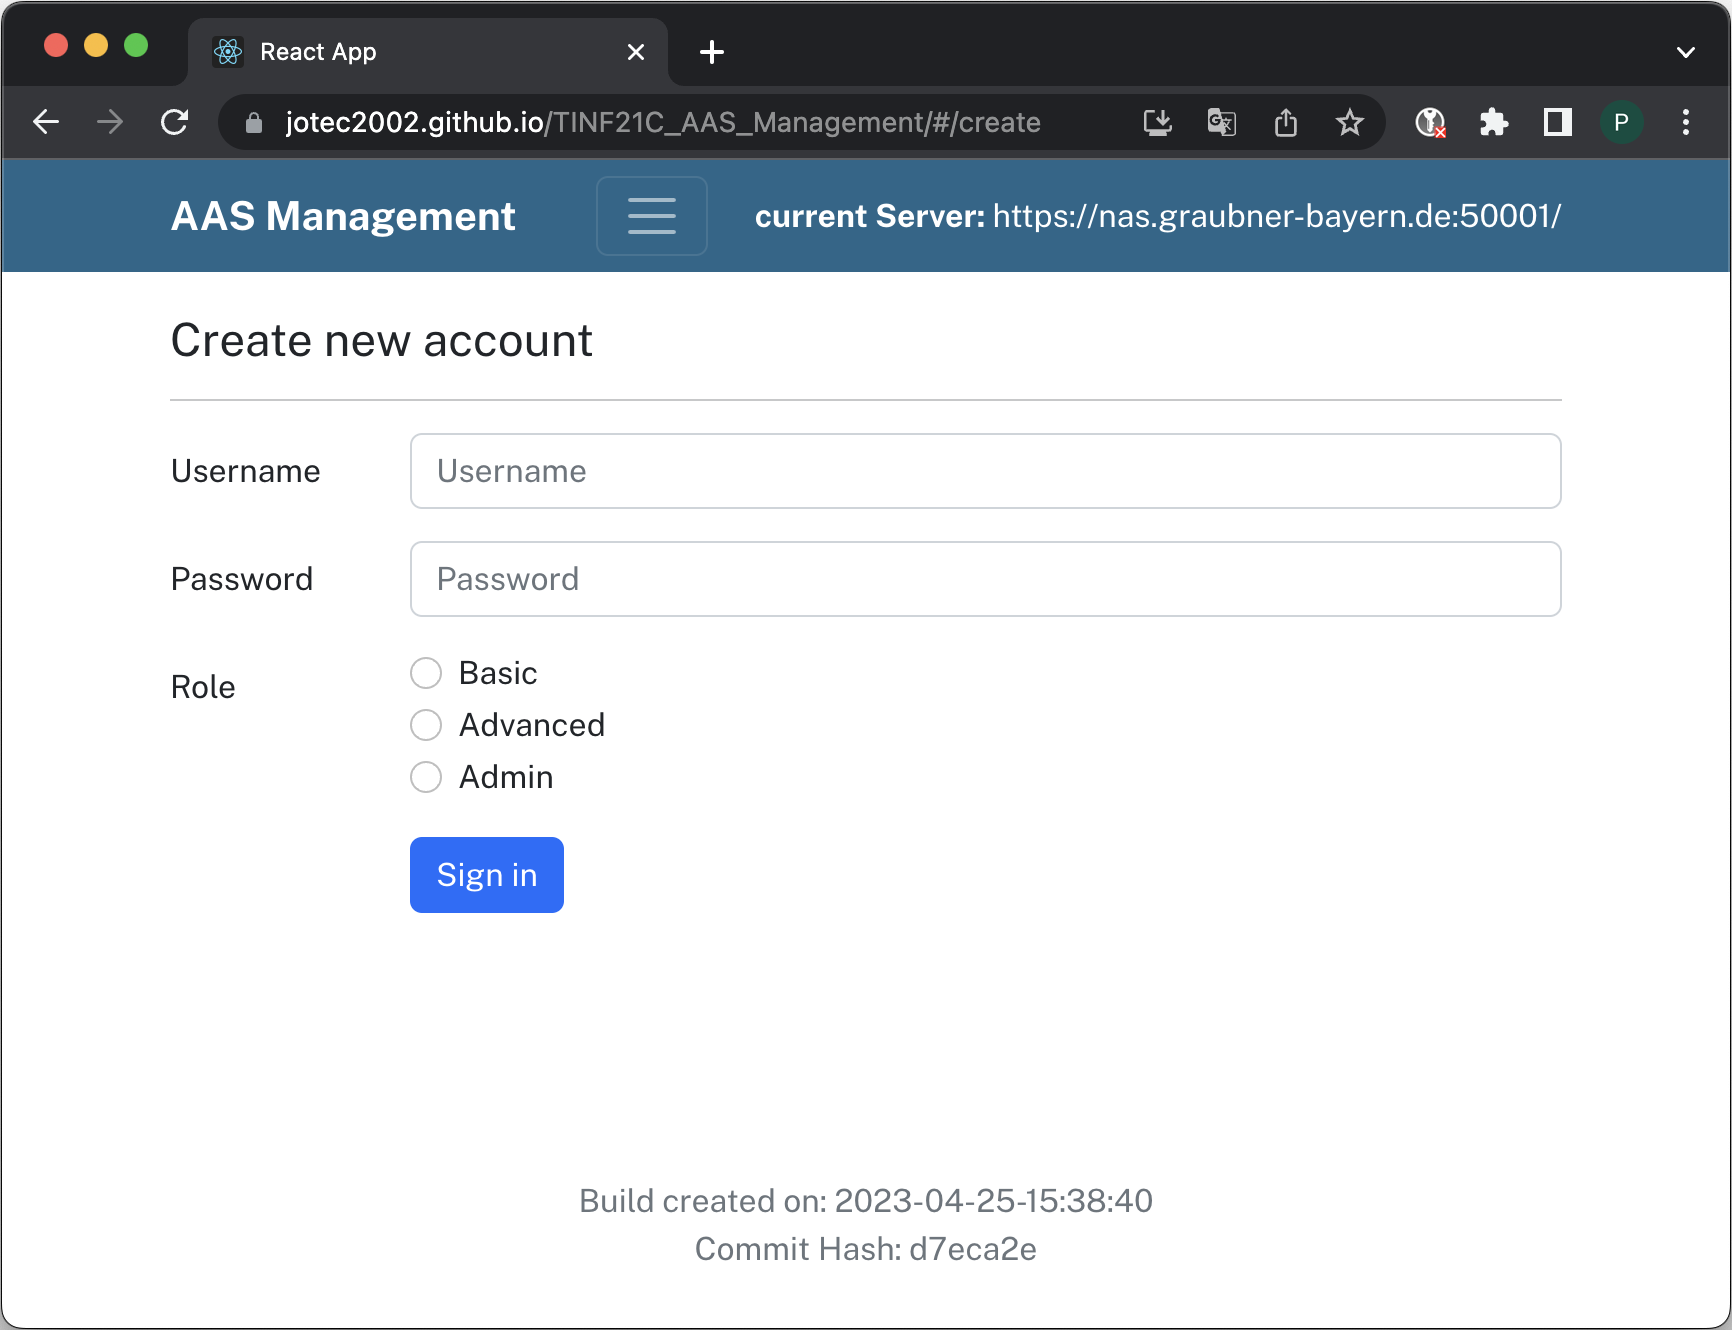 React App
jotec2002.github.io/TINF21C_AAS_Management/#/create
P
AAS Management
current Server: https://nas.graubner-bayern.de:50001/
Create new account
Username
Username
Password
Password
Role
Basic
Advanced
Admin
Sign in
Build created on: 2023-04-25-15:38:40
Commit Hash: d7eca2e